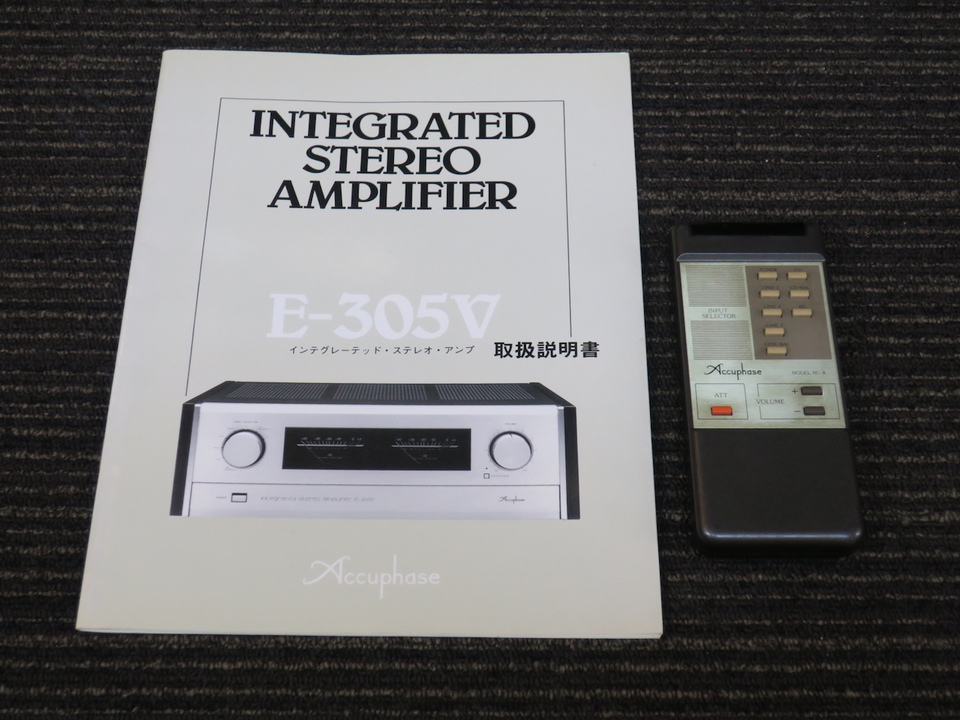 INTEGRATED
STEREO
AMPLIFIER
E-305V
インテグレーテッド・ステレオ・アンプ 取扱説明書
Accuphase
Accuphase
INPUT
SELECTOR
Accuphase
ATT
VOLUME
+
−